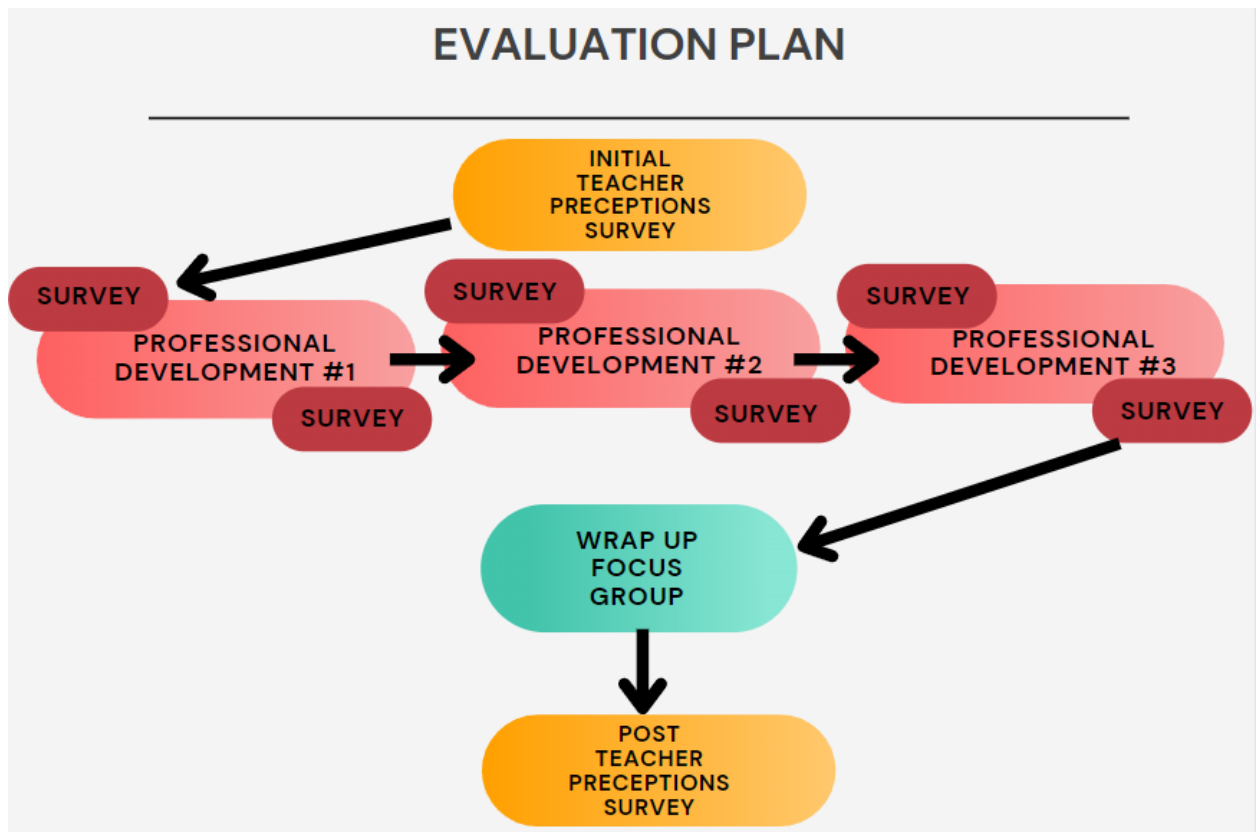 EVALUATION PLAN
INITIAL
TEACHER
PRECEPTIONS
SURVEY
SURVEY
PROFESSIONAL
DEVELOPMENT #1
SURVEY
SURVEY
PROFESSIONAL
DEVELOPMENT #2
SURVEY
SURVEY
PROFESSIONAL
DEVELOPMENT #3
SURVEY
WRAP UP
FOCUS
GROUP
POST
TEACHER
PRECEPTIONS
SURVEY